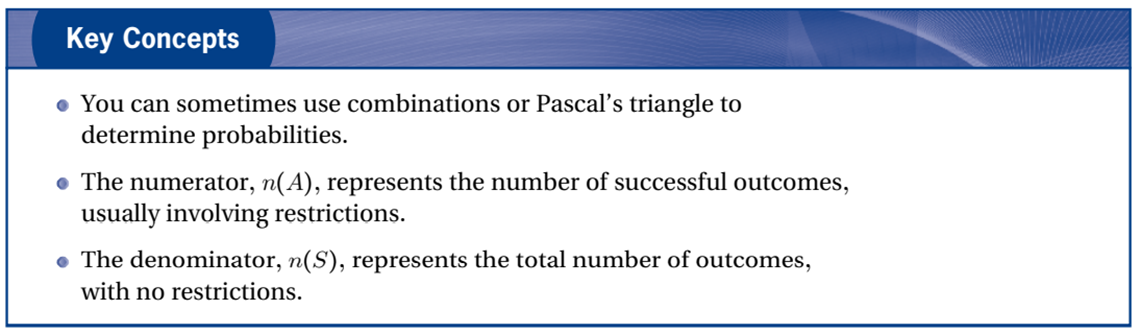 Key Concepts
• You can sometimes use combinations or Pascal’s triangle to
determine probabilities.
• The numerator, n(A), represents the number of successful outcomes,
usually involving restrictions.
• The denominator, n(S), represents the total number of outcomes,
with no restrictions.